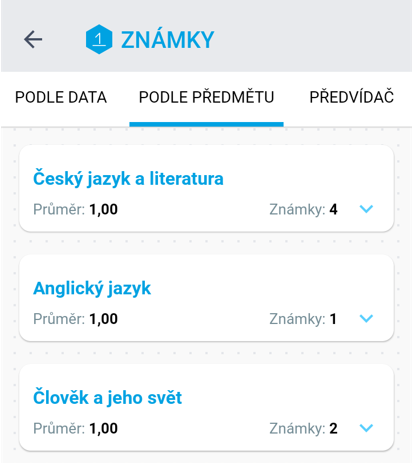 1 ZNÁMKY
PODLE DATA PODLE PŘEDMĚTU PŘEDVÍDAČ
Český jazyk a literatura
Průměr: 1,00 Známky: 4
Anglický jazyk
Průměr: 1,00 Známky: 1
Člověk a jeho svět
Průměr: 1,00 Známky: 2